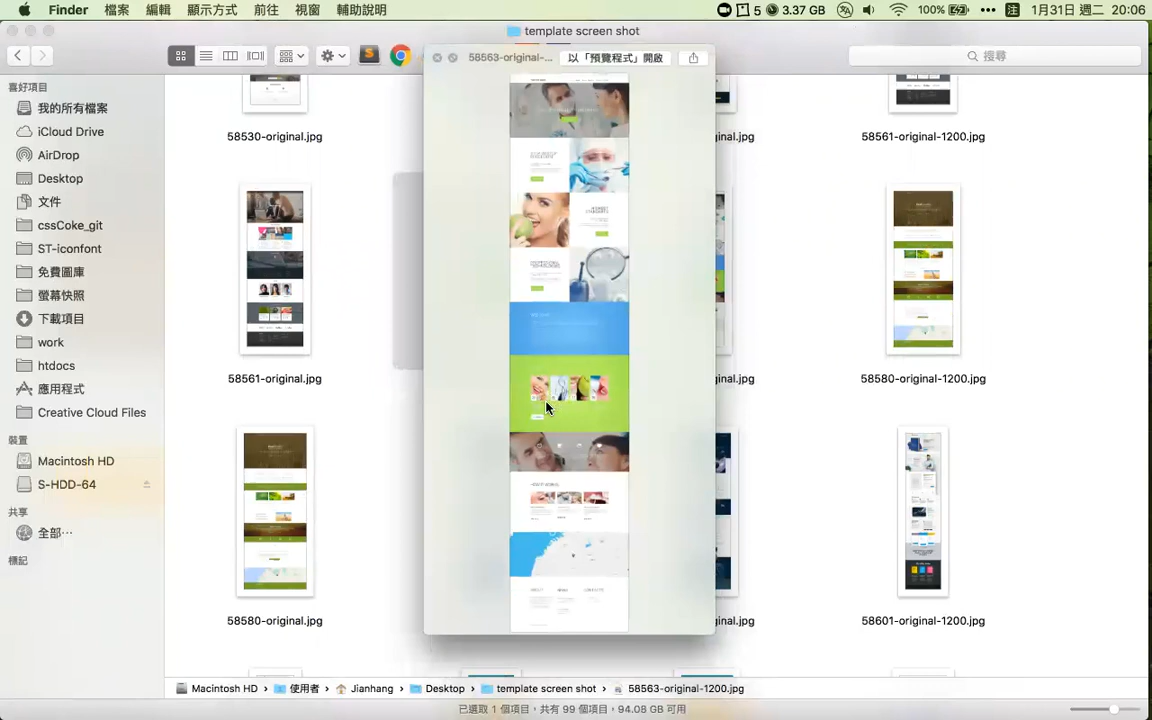 Finder 檔案 編輯 顯示方式 前往 視窗 輔助說明 5 3.37 GB 100% 注 1月31日 週二 20:06
template screen shot
58563-original-... 以「預覽程式」開啟
搜尋
喜好項目
我的所有檔案
iCloud Drive
AirDrop
Desktop
文件
cssCoke_git
ST-iconfont
免費圖庫
螢幕快照
下載項目
work
htdocs
應用程式
Creative Cloud Files
裝置
Macintosh HD
S-HDD-64
共享
全部⋯
標記
58530-original.jpg
58561-original-1200.jpg
58561-original.jpg
nal.jpg
58580-original-1200.jpg
58580-original.jpg
nal.jpg
58601-original-1200.jpg
Macintosh HD › 使用者 › Jianhang › Desktop › template screen shot › 58563-original-1200.jpg
已選取 1 個項目，共有 99 個項目，94.08 GB 可用